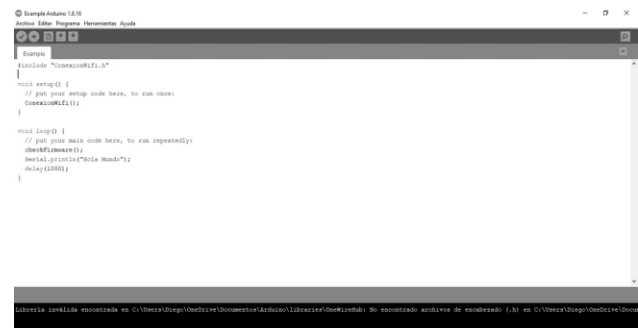 Example Arduino 1.8.16
Archivo Editar Programa Herramientas Ayuda
Example
#include "ConexionWifi.h"
void setup() {
// put your setup code here, to run once:
ConexionWifi();
}
void loop() {
// put your main code here, to run repeatedly:
checkFirmware();
Serial.println("Hola Mundo");
delay(1000);
}
Librería inválida encontrada en C:\Users\Diego\OneDrive\Documentos\Arduino\libraries\OneWireHub: No encontrado archivos de encabezado (.h) en C:\Users\Diego\OneDrive\Docu